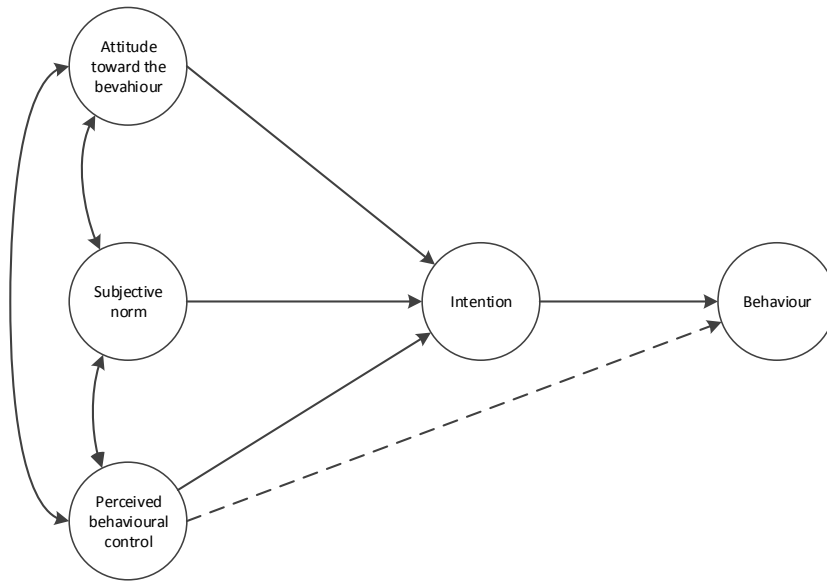 Attitude
toward the
bevahiour
Subjective
norm
Intention
Behaviour
Perceived
behavioural
control